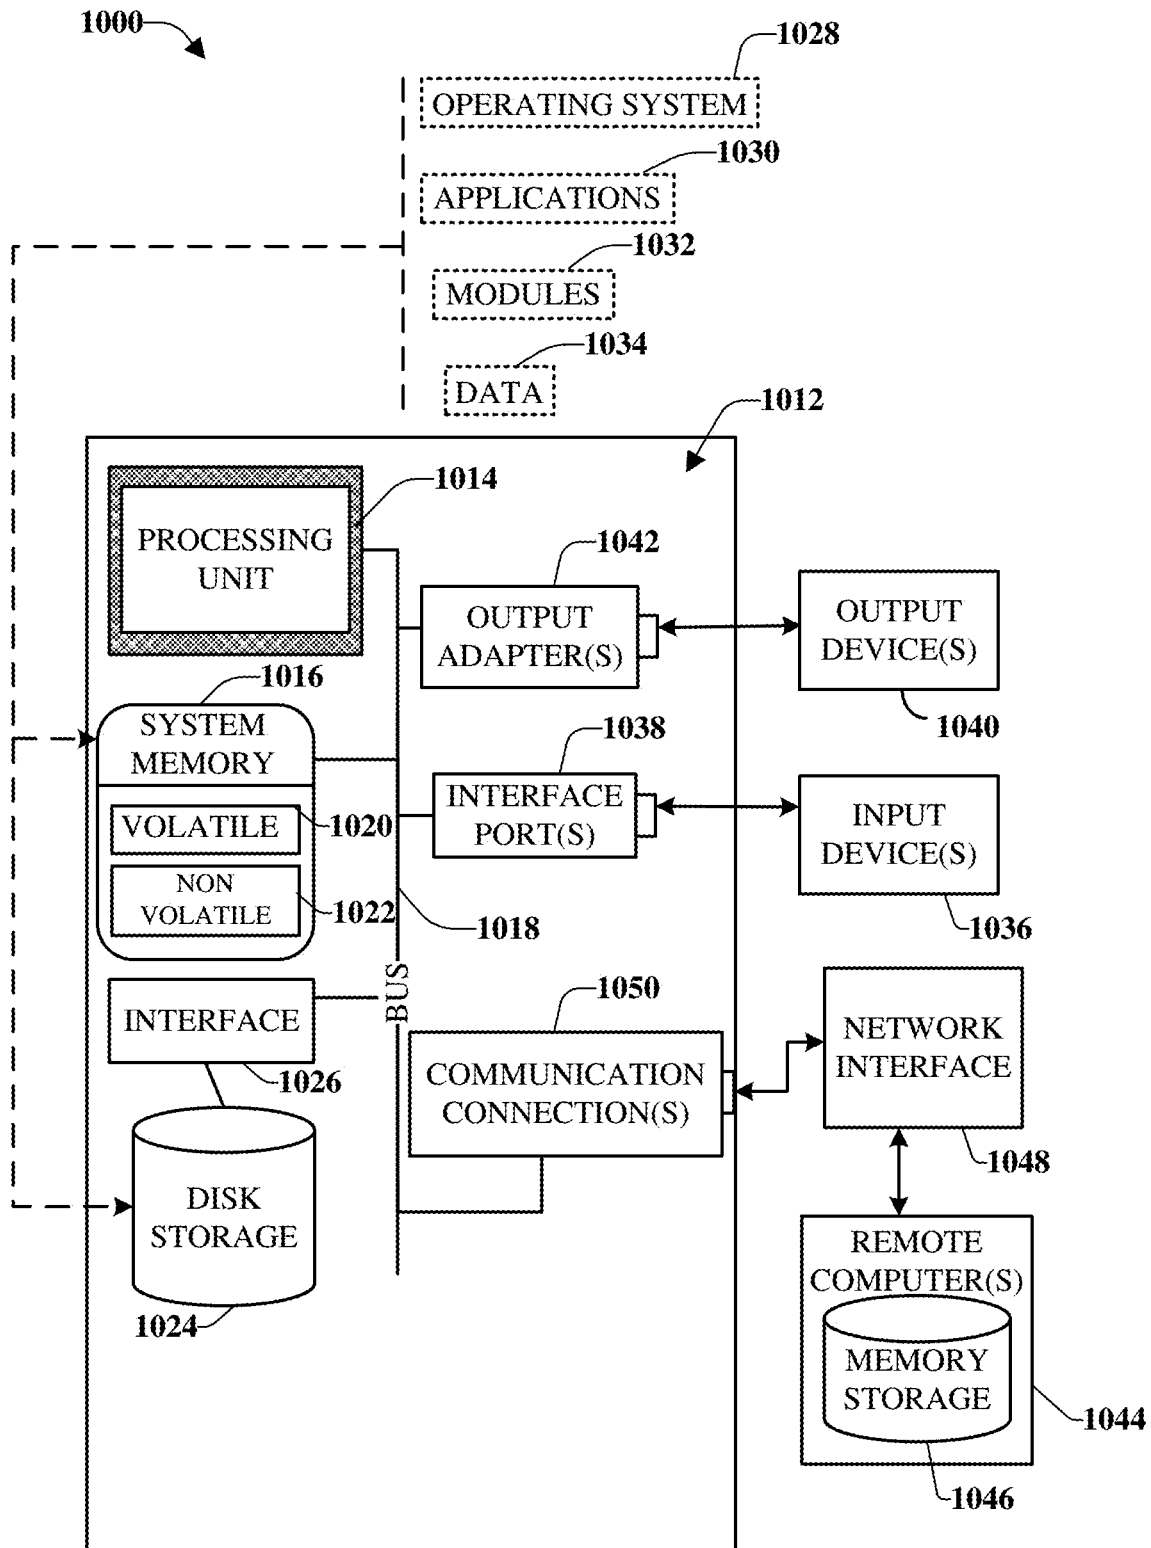 1000
1028
OPERATING SYSTEM
1030
APPLICATIONS
1032
MODULES
1034
DATA
1012
1014
PROCESSING
UNIT
1042
OUTPUT
ADAPTER(S)
OUTPUT
DEVICE(S)
1040
1016
SYSTEM
MEMORY
1038
INTERFACE
PORT(S)
INPUT
DEVICE(S)
1036
VOLATILE
1020
NON
VOLATILE
1022
1018
BUS
INTERFACE
1026
1050
COMMUNICATION
CONNECTION(S)
NETWORK
INTERFACE
1048
DISK
STORAGE
1024
REMOTE
COMPUTER(S)
MEMORY
STORAGE
1044
1046